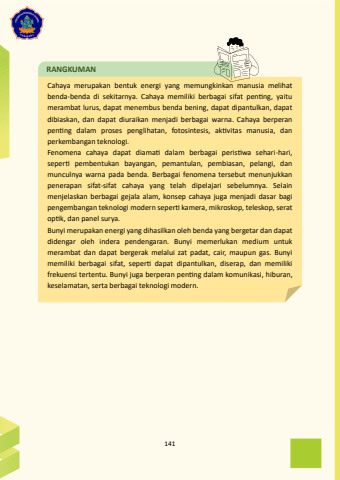 RANGKUMAN
Cahaya merupakan bentuk energi yang memungkinkan manusia melihat
benda-benda di sekitarnya. Cahaya memiliki berbagai sifat penting, yaitu
merambat lurus, dapat menembus benda bening, dapat dipantulkan, dapat
dibiaskan, dan dapat diuraikan menjadi berbagai warna. Cahaya berperan
penting dalam proses penglihatan, fotosintesis, aktivitas manusia, dan
perkembangan teknologi.
Fenomena cahaya dapat diamati dalam berbagai peristiwa sehari-hari,
seperti pembentukan bayangan, pemantulan, pembiasan, pelangi, dan
munculnya warna pada benda. Berbagai fenomena tersebut menunjukkan
penerapan sifat-sifat cahaya yang telah dipelajari sebelumnya. Selain
menjelaskan berbagai gejala alam, konsep cahaya juga menjadi dasar bagi
pengembangan teknologi modern seperti kamera, mikroskop, teleskop, serat
optik, dan panel surya.
Bunyi merupakan energi yang dihasilkan oleh benda yang bergetar dan dapat
didengar oleh indera pendengaran. Bunyi memerlukan medium untuk
merambat dan dapat bergerak melalui zat padat, cair, maupun gas. Bunyi
memiliki berbagai sifat, seperti dapat dipantulkan, diserap, dan memiliki
frekuensi tertentu. Bunyi juga berperan penting dalam komunikasi, hiburan,
keselamatan, serta berbagai teknologi modern.
141